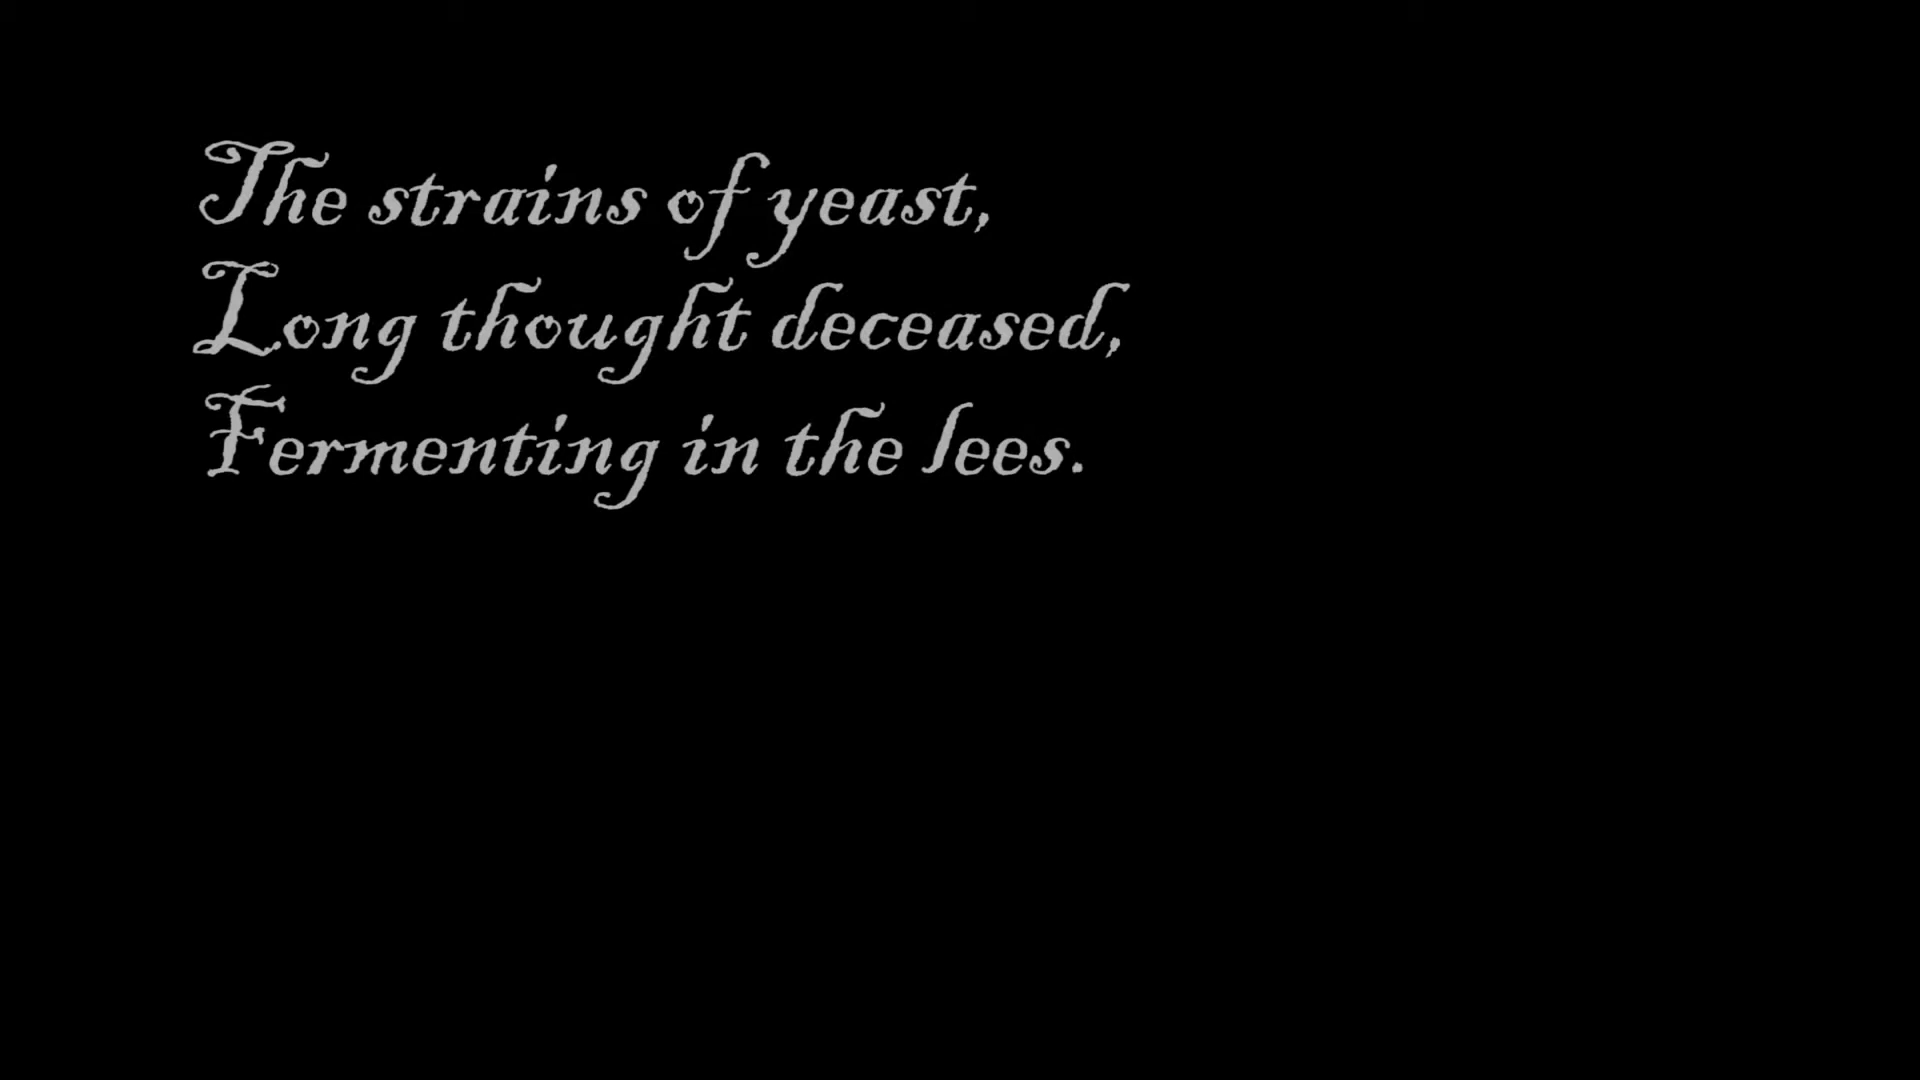 The strains of yeast,
Long thought deceased,
Fermenting in the lees.